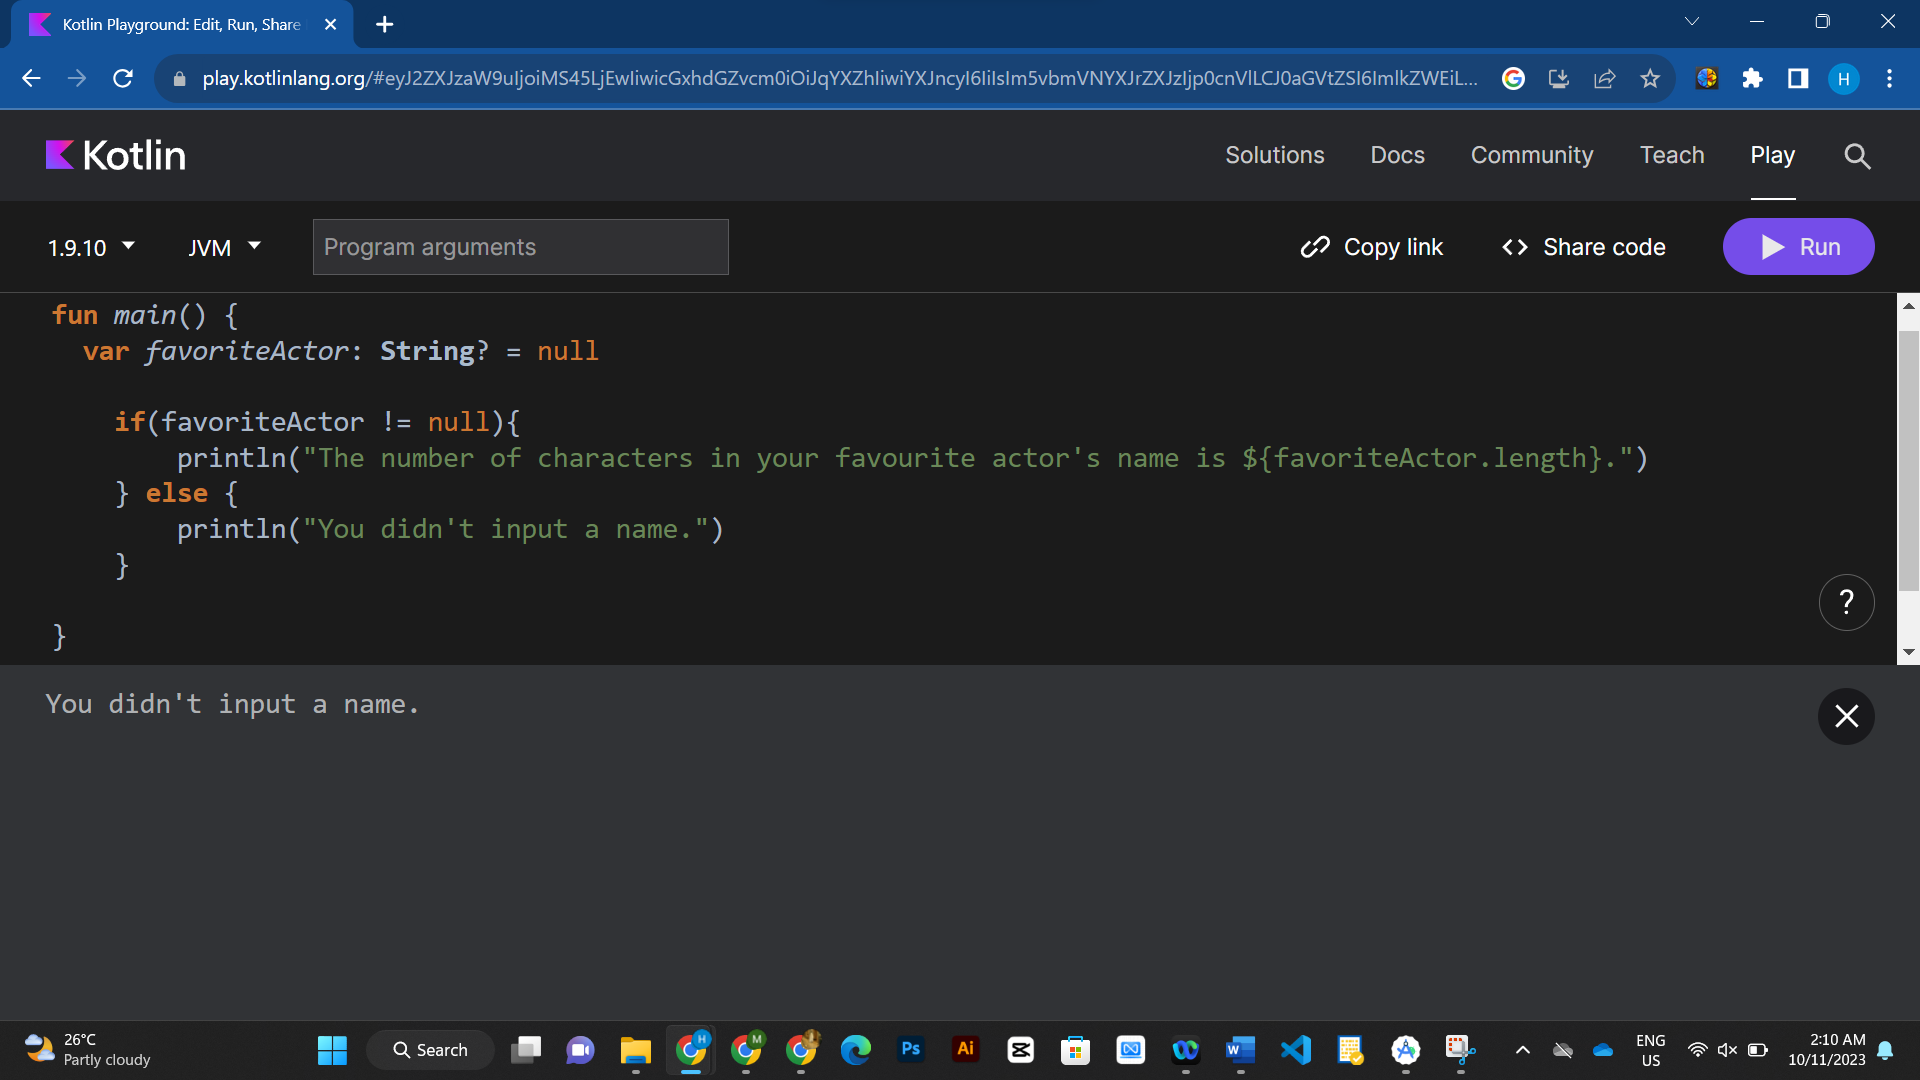 Kotlin Playground: Edit, Run, Share
play.kotlinlang.org/#eyJ2ZXJzaW9uIjoiMS45LjEwIiwicGxhdGZvcm0iOiJqYXZhIiwiYXJncyI6IiIsIm5vbmVNYXJrZXJzIjp0cnVlLCJ0aGVtZSI6ImlkZWEiL...
H
Kotlin
Solutions Docs Community Teach Play
1.9.10 JVM Program arguments Copy link Share code Run
fun main() {
var favoriteActor: String? = null
if(favoriteActor != null){
println("The number of characters in your favourite actor's name is ${favoriteActor.length}.")
} else {
println("You didn't input a name.")
}
?
}
You didn't input a name.
26°C
Partly cloudy
Search
H
M
Ps
Ai
W
ENG
US
2:10 AM
10/11/2023